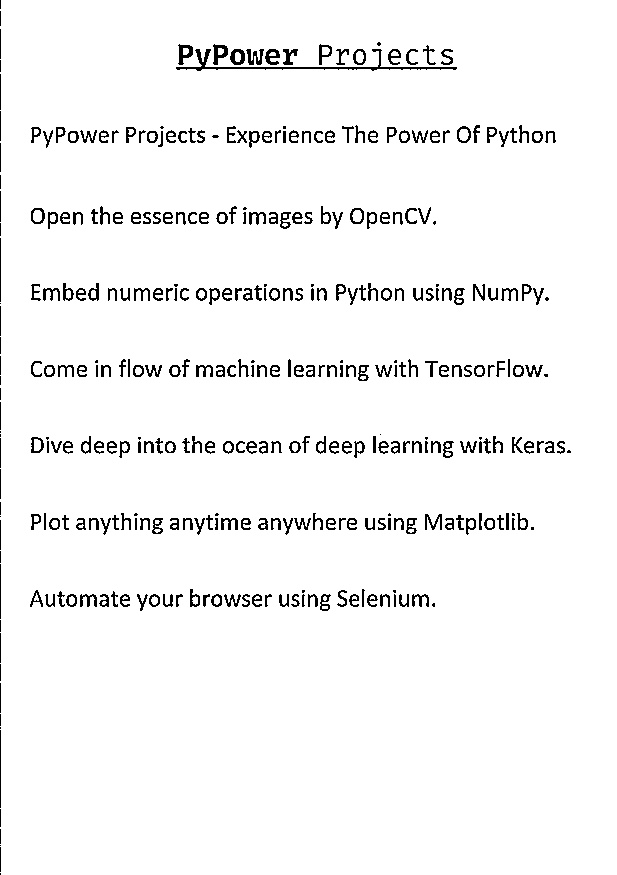 PyPower Projects
PyPower Projects - Experience The Power Of Python
Open the essence of images by OpenCV.
Embed numeric operations in Python using NumPy.
Come in flow of machine learning with TensorFlow.
Dive deep into the ocean of deep learning with Keras.
Plot anything anytime anywhere using Matplotlib.
Automate your browser using Selenium.